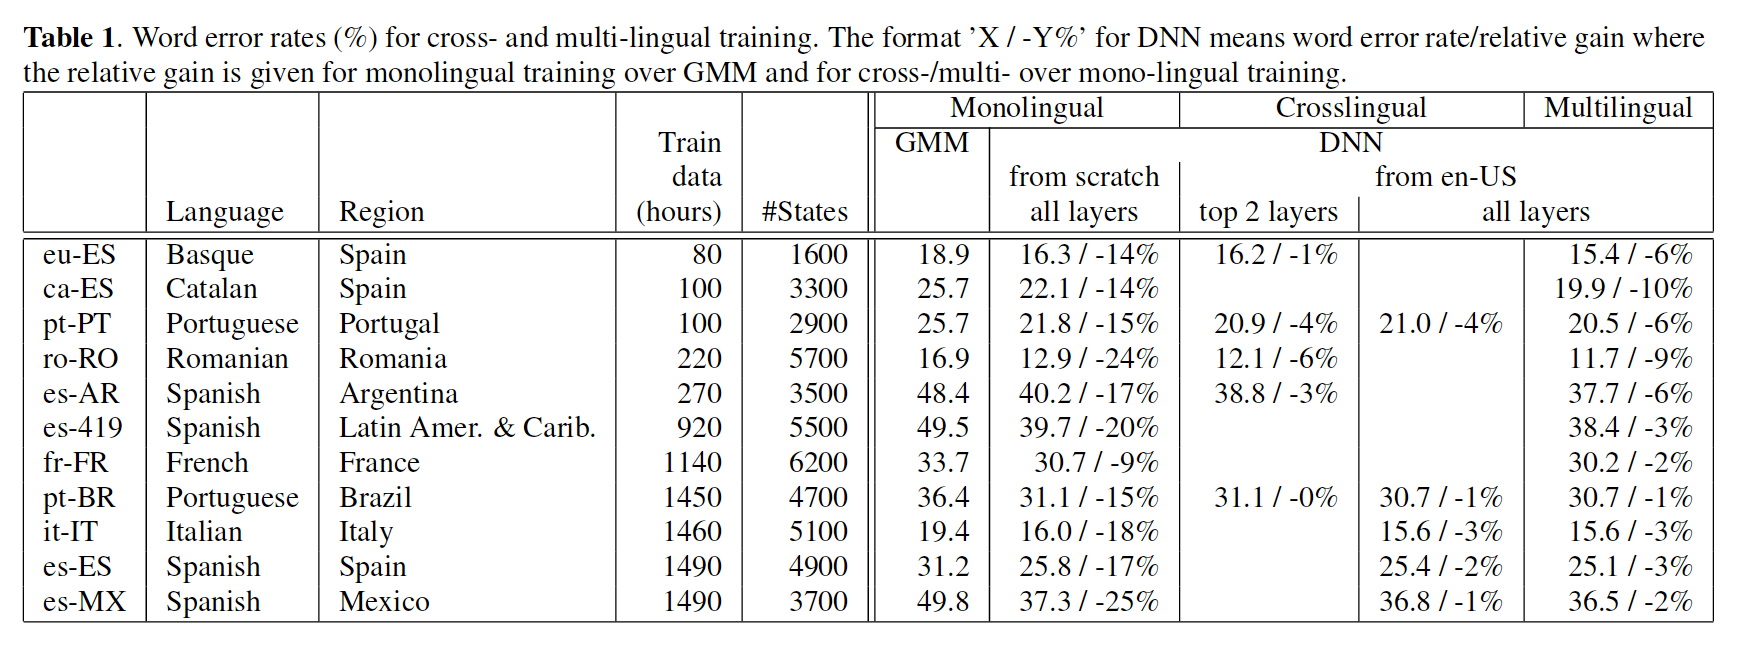 Table 1. Word error rates (%) for cross- and multi-lingual training. The format ’X / -Y%’ for DNN means word error rate/relative gain where
the relative gain is given for monolingual training over GMM and for cross-/multi- over mono-lingual training.
Monolingual Crosslingual Multilingual
Train GMM DNN
data from scratch from en-US
Language Region (hours) #States all layers top 2 layers all layers
eu-ES Basque Spain 80 1600 18.9 16.3 / -14% 16.2 / -1% 15.4 / -6%
ca-ES Catalan Spain 100 3300 25.7 22.1 / -14% 19.9 / -10%
pt-PT Portuguese Portugal 100 2900 25.7 21.8 / -15% 20.9 / -4% 21.0 / -4% 20.5 / -6%
ro-RO Romanian Romania 220 5700 16.9 12.9 / -24% 12.1 / -6% 11.7 / -9%
es-AR Spanish Argentina 270 3500 48.4 40.2 / -17% 38.8 / -3% 37.7 / -6%
es-419 Spanish Latin Amer. & Carib. 920 5500 49.5 39.7 / -20% 38.4 / -3%
fr-FR French France 1140 6200 33.7 30.7 / -9% 30.2 / -2%
pt-BR Portuguese Brazil 1450 4700 36.4 31.1 / -15% 31.1 / -0% 30.7 / -1% 30.7 / -1%
it-IT Italian Italy 1460 5100 19.4 16.0 / -18% 15.6 / -3% 15.6 / -3%
es-ES Spanish Spain 1490 4900 31.2 25.8 / -17% 25.4 / -2% 25.1 / -3%
es-MX Spanish Mexico 1490 3700 49.8 37.3 / -25% 36.8 / -1% 36.5 / -2%